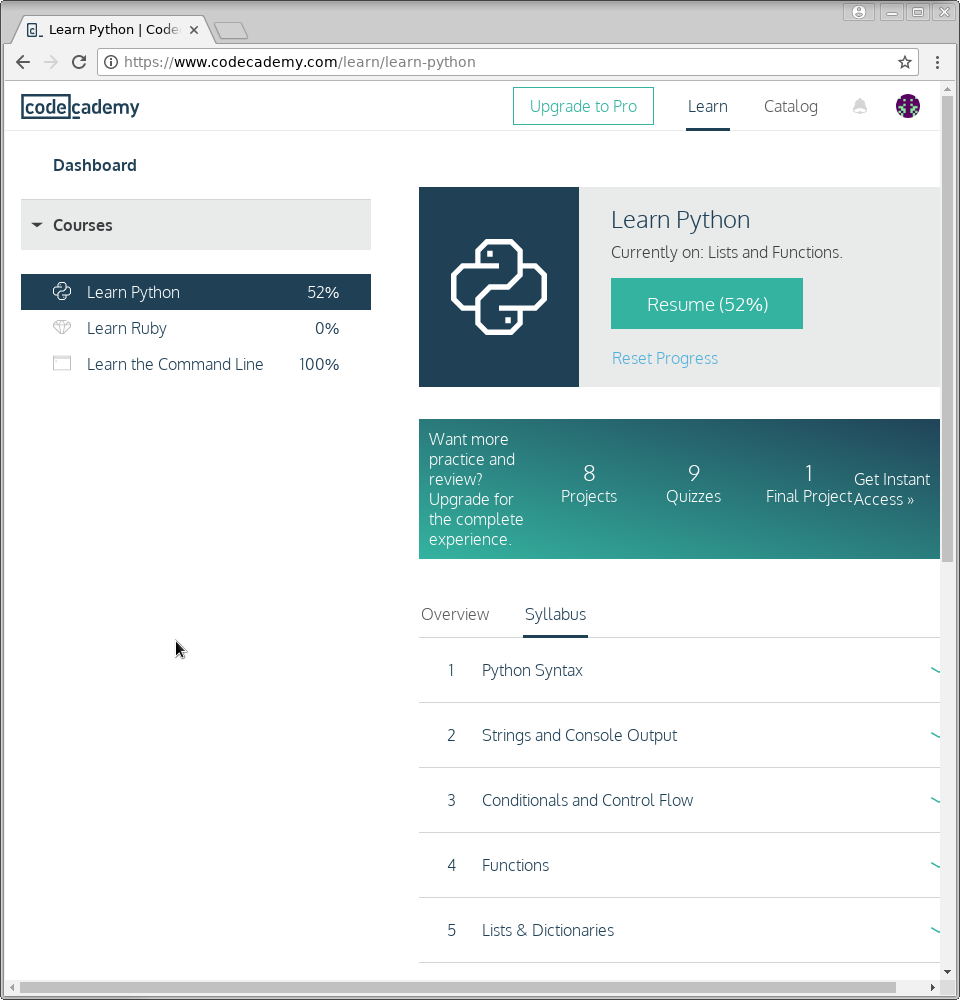 Learn Python | Code
https://www.codecademy.com/learn/learn-python
codecademy
Upgrade to Pro
Learn
Catalog
Dashboard
Courses
Learn Python 52%
Learn Ruby 0%
Learn the Command Line 100%
Learn Python
Currently on: Lists and Functions.
Resume (52%)
Reset Progress
Want more
practice and
review?
Upgrade for
the complete
experience.
8
Projects
9
Quizzes
1
Final Project
Get Instant
Access »
Overview
Syllabus
1 Python Syntax
2 Strings and Console Output
3 Conditionals and Control Flow
4 Functions
5 Lists & Dictionaries